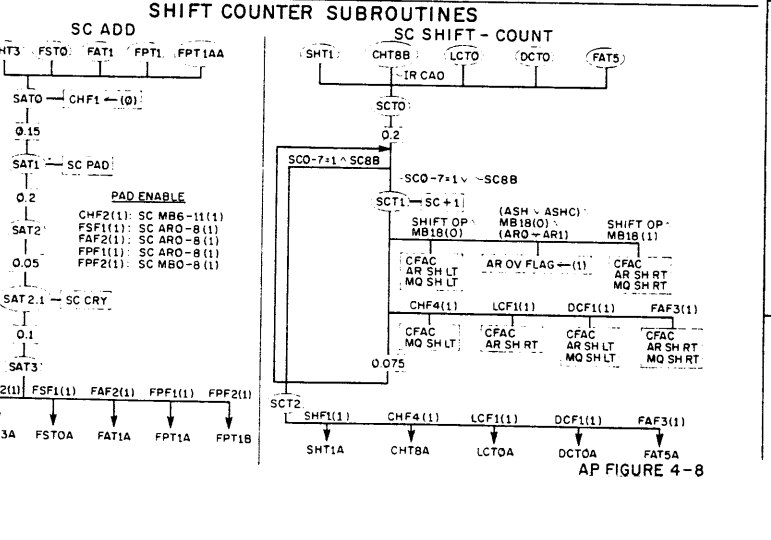 SHIFT COUNTER SUBROUTINES
SC ADD
HT3 FST0 FAT1 FPT1 FPT1AA
SAT0 CHF1 ← (0)
0.15
SAT1 SC PAD
0.2
PAD ENABLE
CHF2(1): SC MB6-11(1)
FSF1(1): SC AR0-8(1)
FAF2(1): SC AR0-8(1)
FPF1(1): SC AR0-8(1)
FPF2(1): SC MB0-8(1)
SAT2
0.05
SAT2.1 SC CRY
0.1
SAT3
2(1) FSF1(1) FAF2(1) FPF1(1) FPF2(1)
3A FST0A FAT1A FPT1A FPT1B
SC SHIFT-COUNT
SHT1 CHT8B LCT0 DCT0 FAT5
IR CAO
SCT0
0.2
SC0-7=1 ∧ SC8B
~SC0-7=1 ∨ ~SC8B
SCT1 SC+1
SHIFT OP
MB18(0)
(ASH ∨ ASHC)
MB18(0)
(AR0 ≁ AR1)
SHIFT OP
MB18(1)
CFAC
AR SH LT
MQ SH LT
AR OV FLAG ← (1)
CFAC
AR SH RT
MQ SH RT
CHF4(1) LCF1(1) DCF1(1) FAF3(1)
CFAC
MQ SH LT
CFAC
AR SH RT
CFAC
AR SH LT
MQ SH LT
CFAC
AR SH RT
MQ SH RT
0.075
SCT2
SHF1(1) CHF4(1) LCF1(1) DCF1(1) FAF3(1)
SHT1A CHT8A LCT0A DCT0A FAT5A
AP FIGURE 4-8